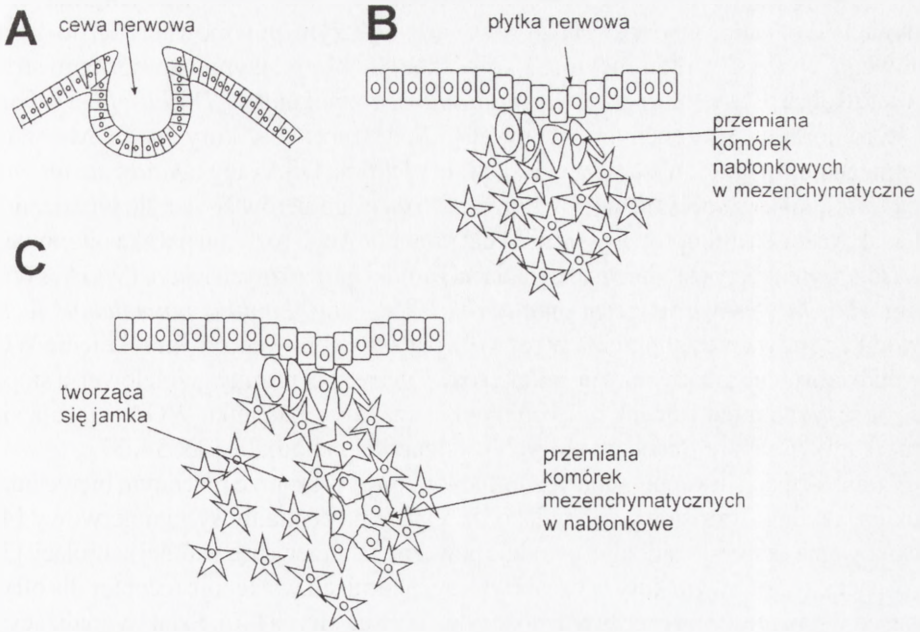 A
cewa nerwowa
B
płytka nerwowa
przemiana
komórek
nabłonkowych
w mezenchymatyczne
C
tworząca
się jamka
przemiana
komórek
mezenchymatycznych
w nabłonkowe